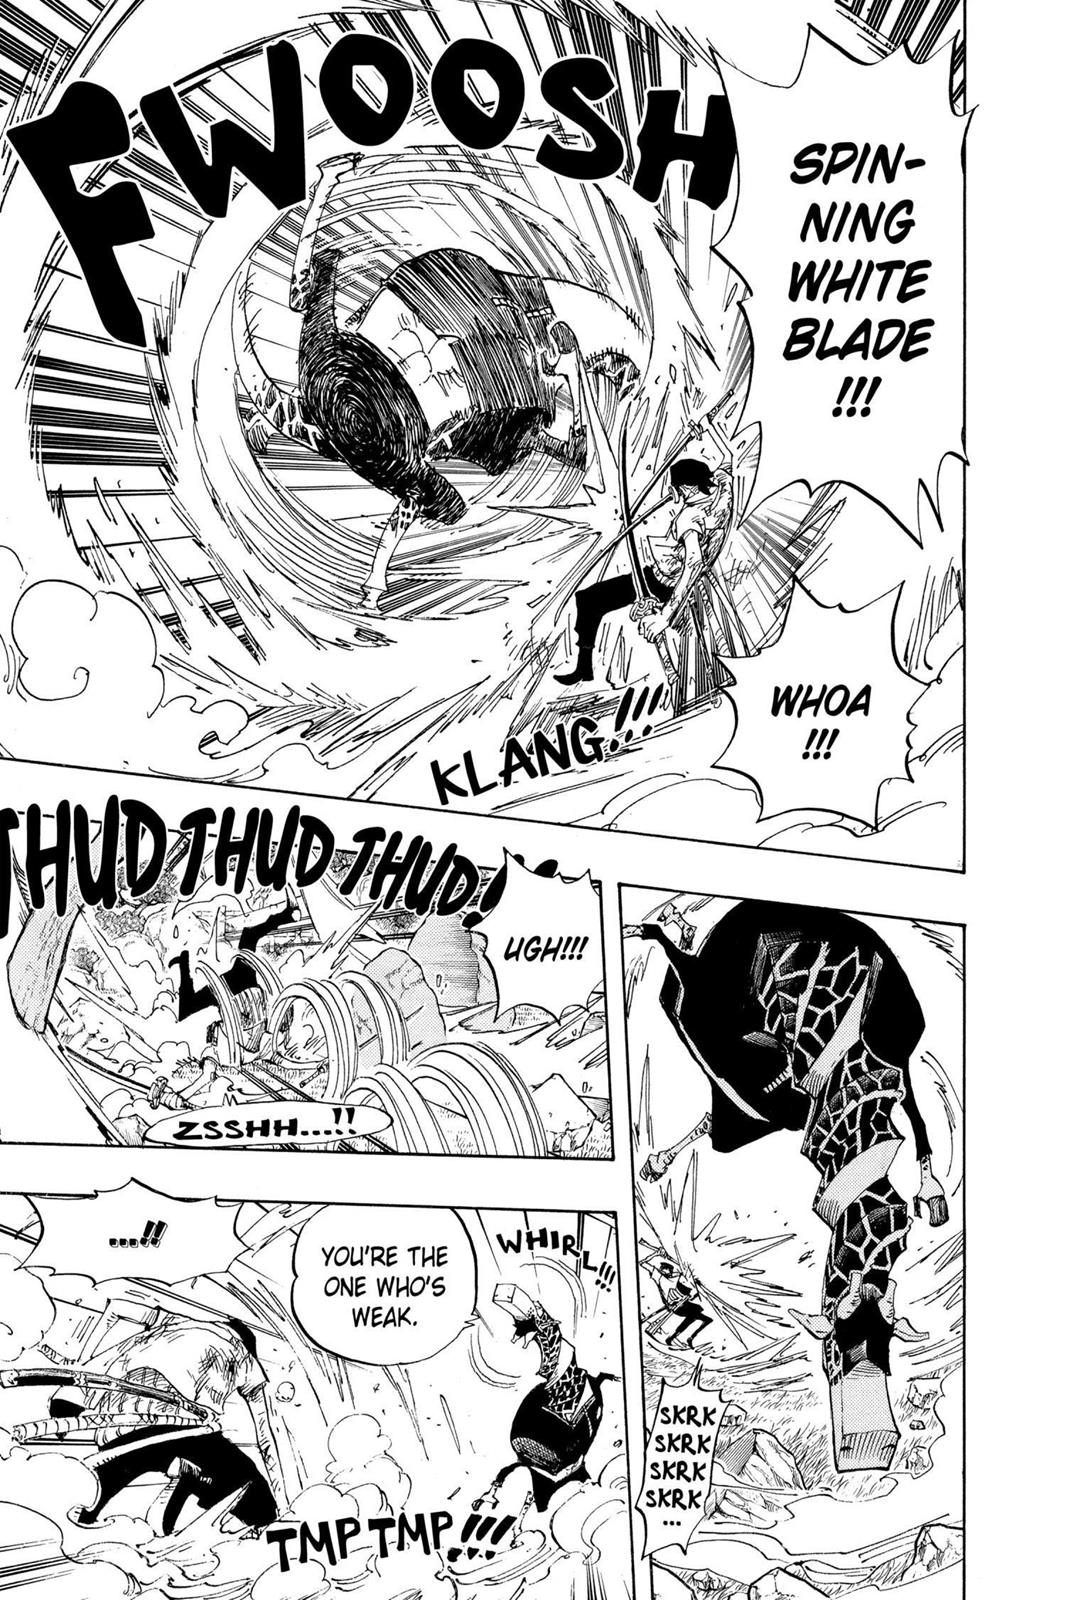 SPIN-
NING
WHITE
BLADE
!!!
FWOOSH
WHOA
!!!
KLANG!!!
UGH!!!
THUD THUD THUD!!
ZSSHH...!!
SKRK
SKRK
SKRK
SKRK
...
WHIRL!!!
YOU'RE THE
ONE WHO'S
WEAK.
...!!
TMP TMP!!!